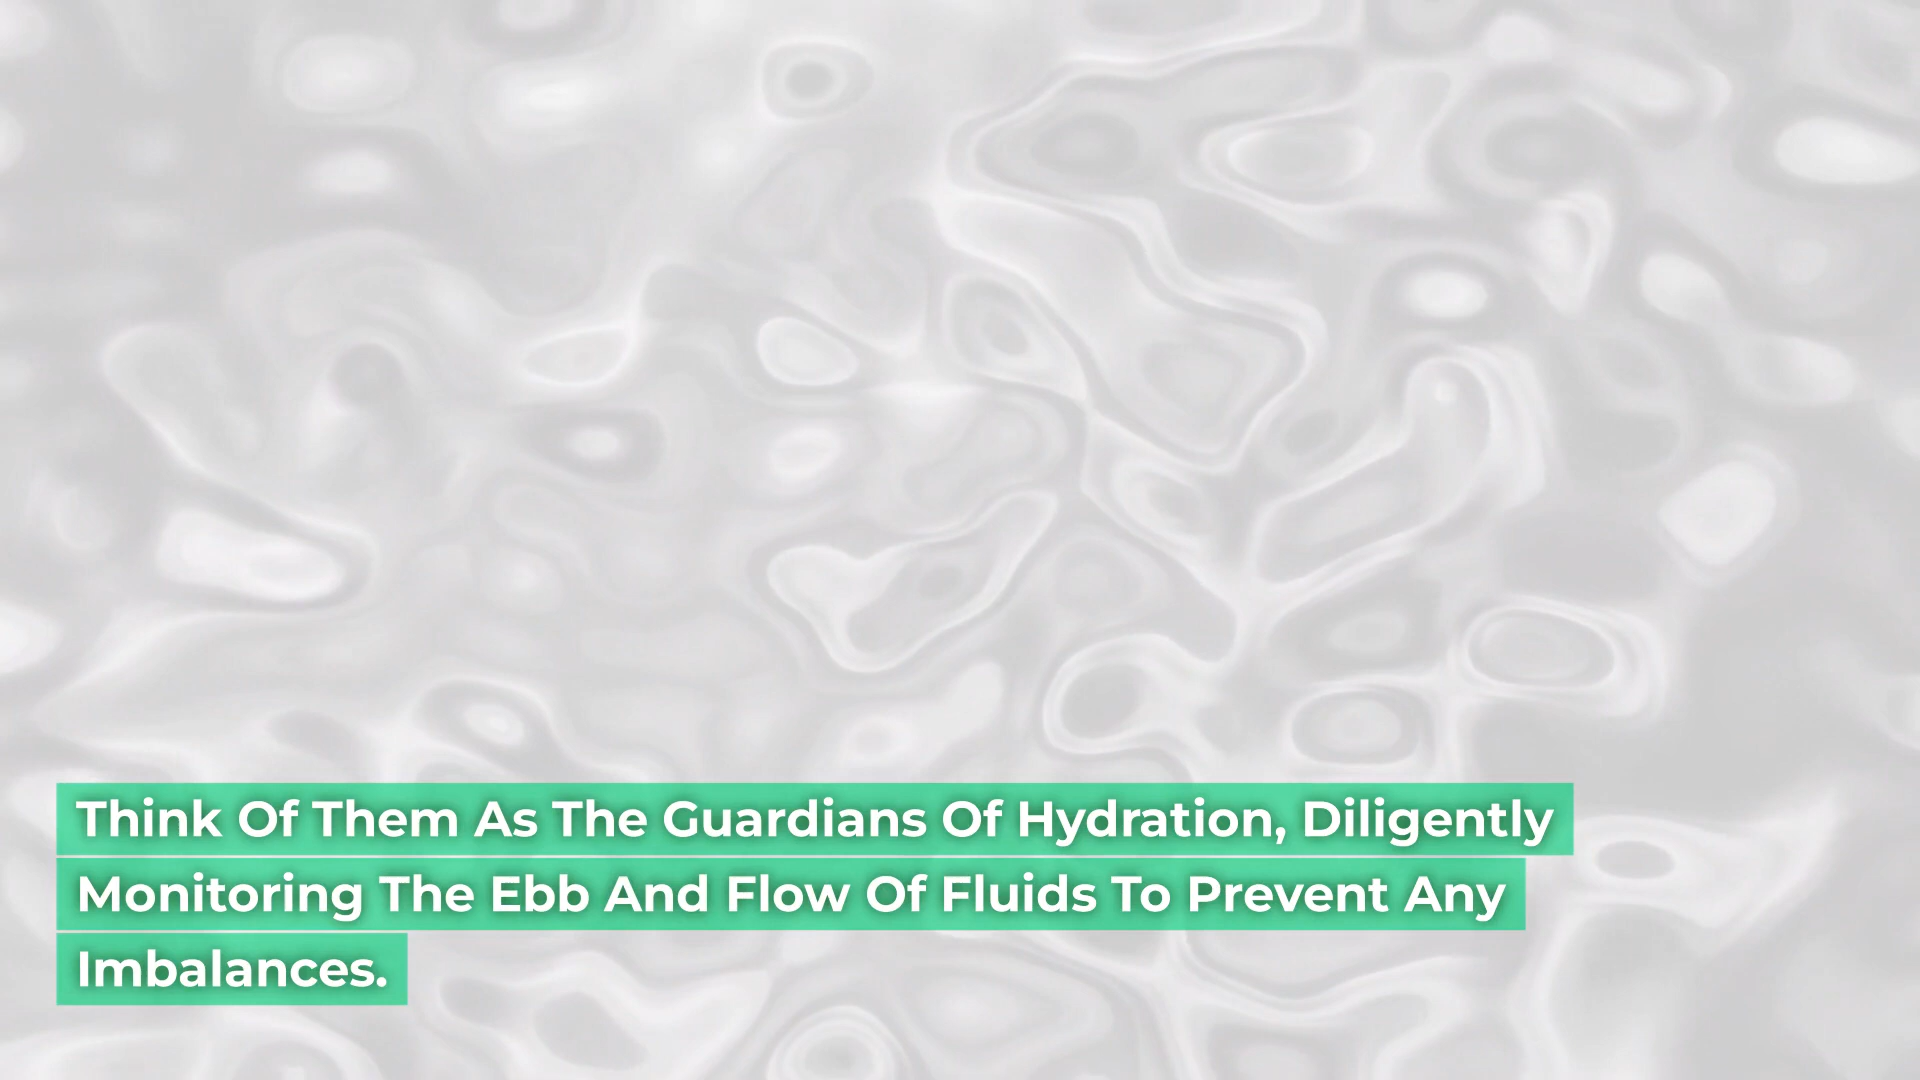 Think Of Them As The Guardians Of Hydration, Diligently
Monitoring The Ebb And Flow Of Fluids To Prevent Any
Imbalances.